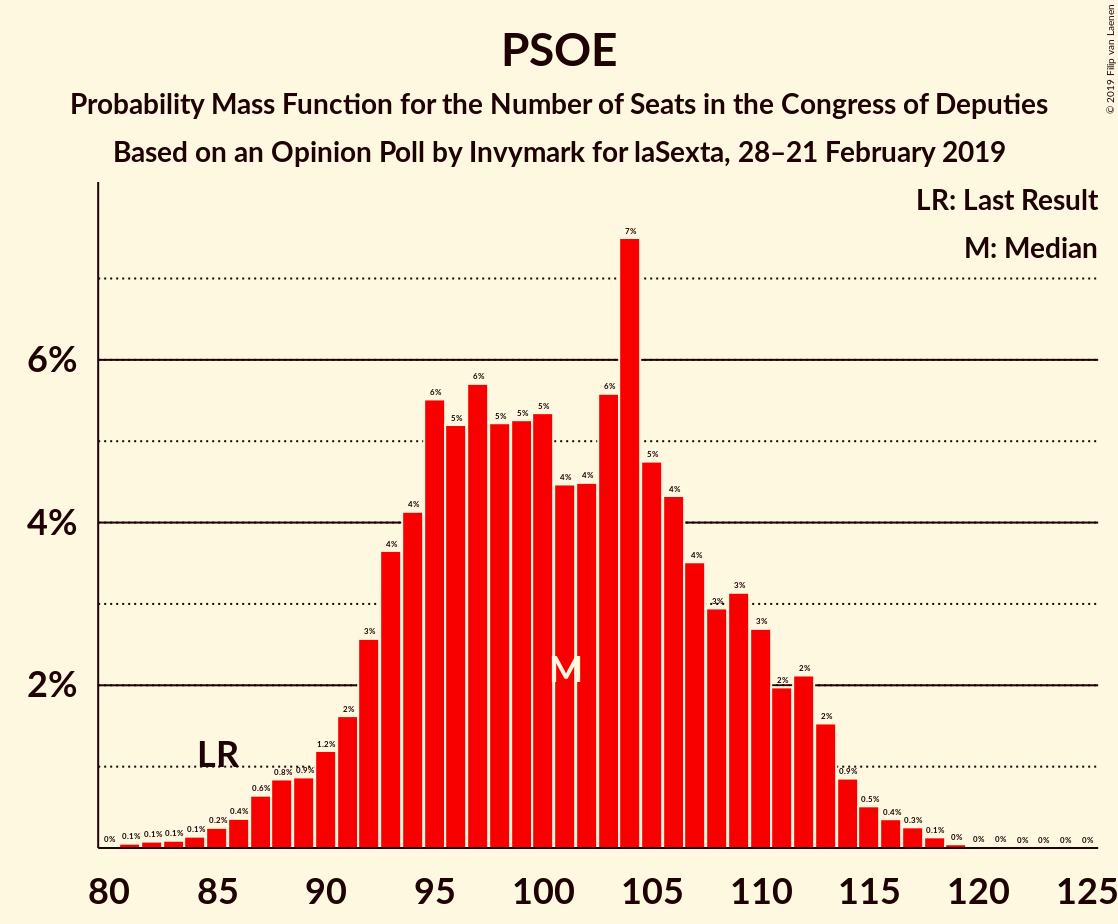 PSOE
Probability Mass Function for the Number of Seats in the Congress of Deputies
Based on an Opinion Poll by Invymark for laSexta, 28–21 February 2019
© 2019 Filip van Laenen
LR: Last Result
M: Median
6%
4%
2%
LR
M
0% 0.1% 0.1% 0.1% 0.1% 0.2% 0.4% 0.6% 0.8% 0.9% 1.2% 2% 3% 4% 4% 6% 5% 6% 5% 5% 5% 4% 4% 6% 7% 5% 4% 4% 3% 3% 3% 2% 2% 2% 0.9% 0.5% 0.4% 0.3% 0.1% 0% 0% 0% 0% 0% 0% 0%
80 85 90 95 100 105 110 115 120 125